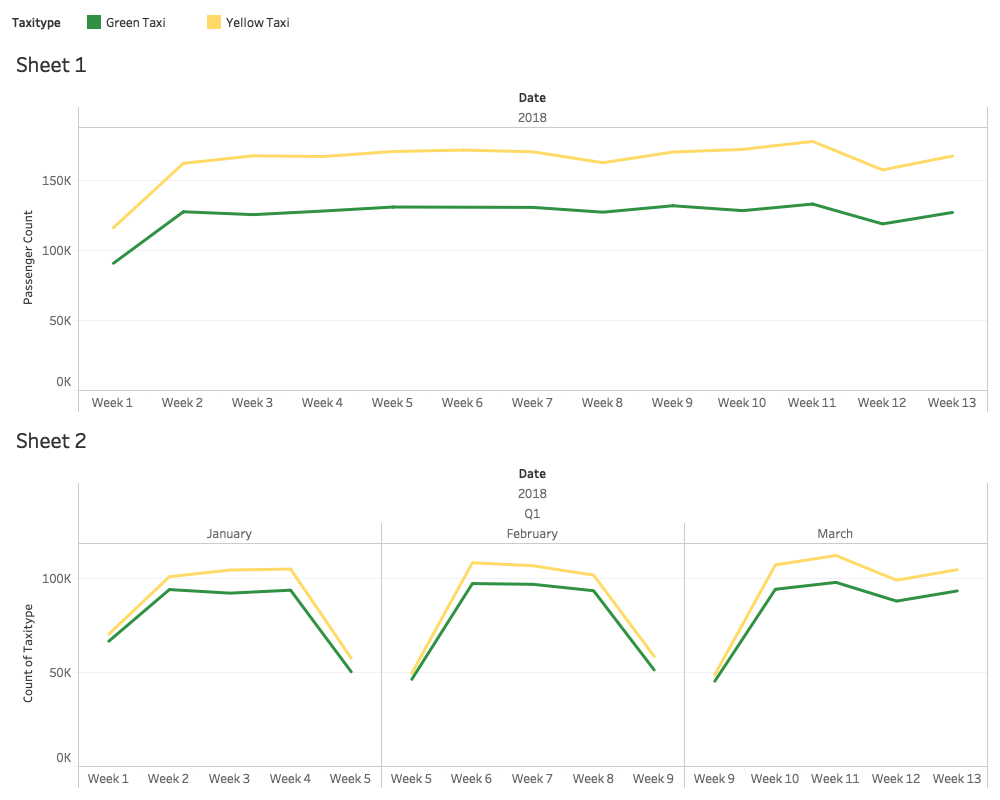 Taxitype Green Taxi Yellow Taxi
Sheet 1
Date
2018
150K
100K
50K
0K
Passenger Count
Week 1 Week 2 Week 3 Week 4 Week 5 Week 6 Week 7 Week 8 Week 9 Week 10 Week 11 Week 12 Week 13
Sheet 2
Date
2018
Q1
January February March
100K
50K
0K
Count of Taxitype
Week 1 Week 2 Week 3 Week 4 Week 5 Week 5 Week 6 Week 7 Week 8 Week 9 Week 9 Week 10 Week 11 Week 12 Week 13